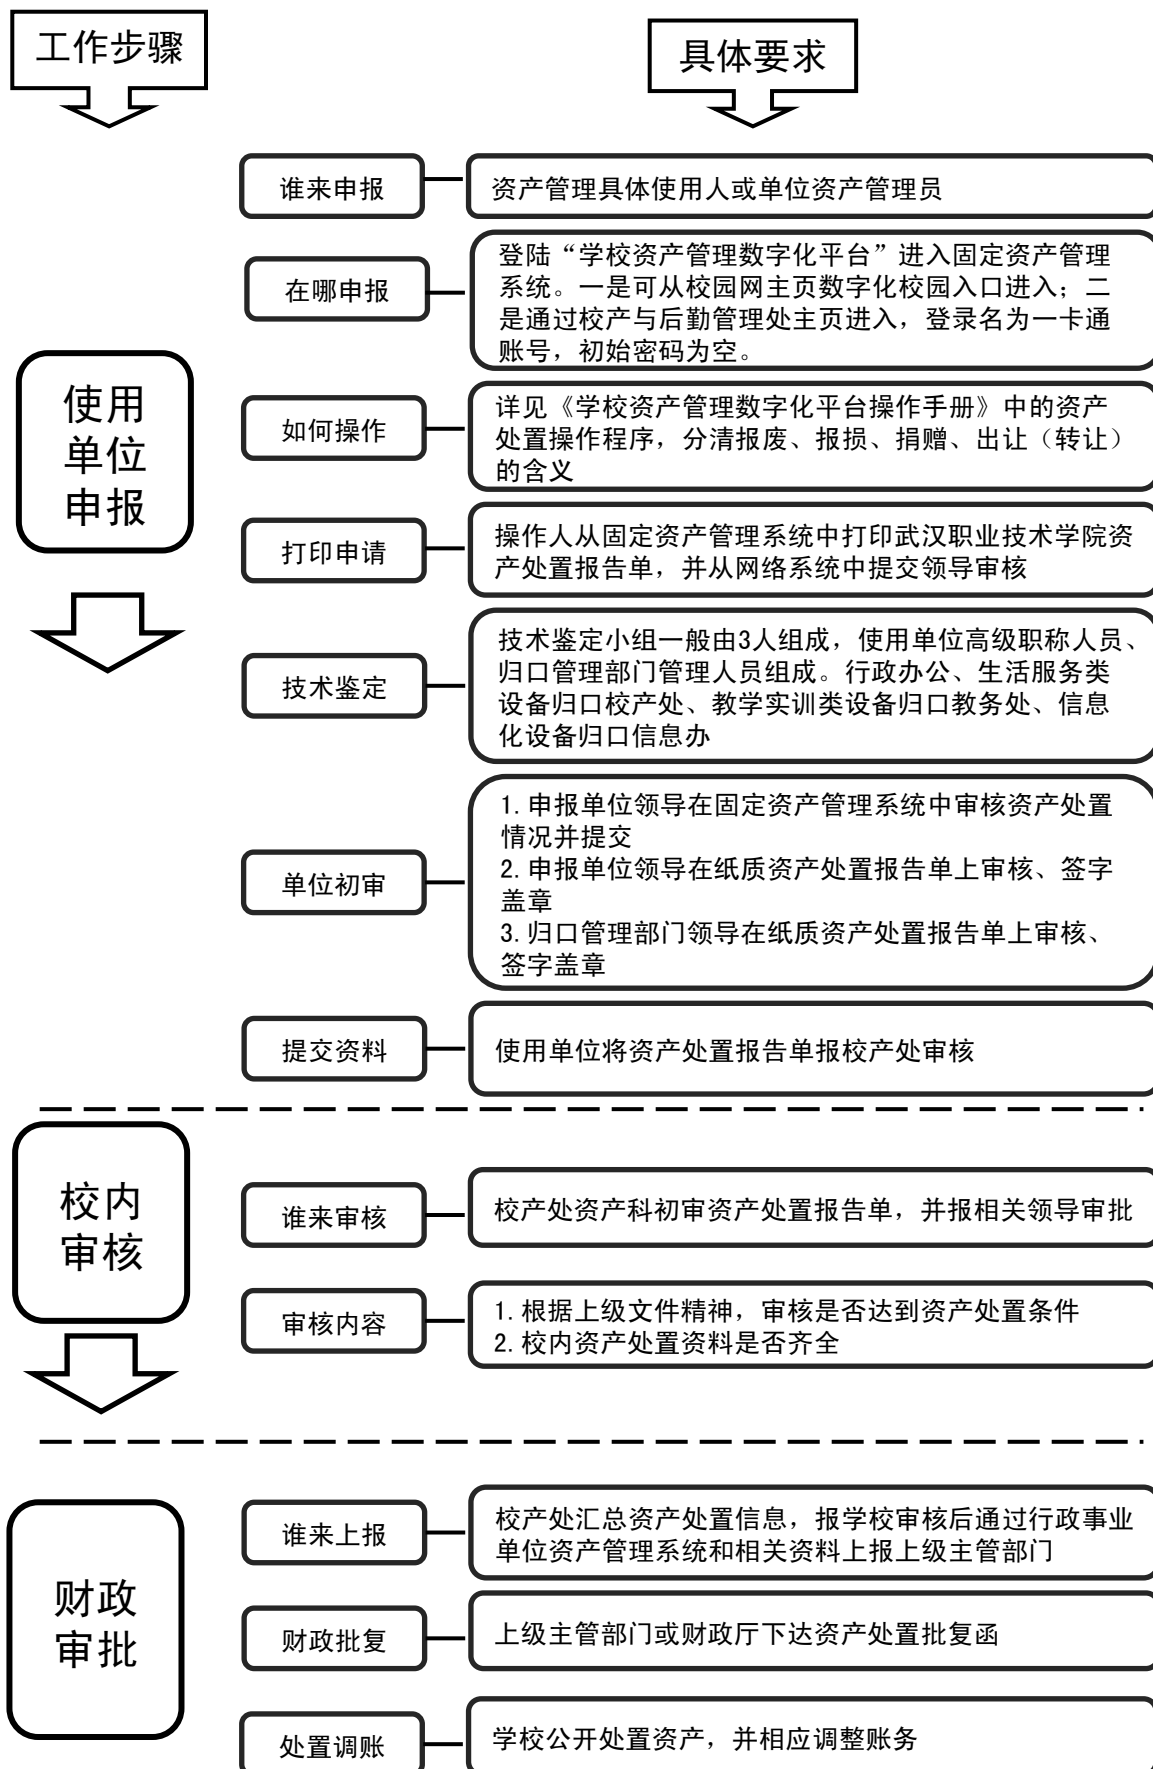 工作步骤
具体要求
谁来申报
资产管理具体使用人或单位资产管理员
在哪申报
登陆“学校资产管理数字化平台”进入固定资产管理
系统。一是可从校园网主页数字化校园入口进入；二
是通过校产与后勤管理处主页进入，登录名为一卡通
账号，初始密码为空。
使用
单位
申报
如何操作
详见《学校资产管理数字化平台操作手册》中的资产
处置操作程序，分清报废、报损、捐赠、出让（转让）
的含义
打印申请
操作人从固定资产管理系统中打印武汉职业技术学院资
产处置报告单，并从网络系统中提交领导审核
技术鉴定
技术鉴定小组一般由3人组成，使用单位高级职称人员、
归口管理部门管理人员组成。行政办公、生活服务类
设备归口校产处、教学实训类设备归口教务处、信息
化设备归口信息办
单位初审
1.申报单位领导在固定资产管理系统中审核资产处置
情况并提交
2.申报单位领导在纸质资产处置报告单上审核、签字
盖章
3.归口管理部门领导在纸质资产处置报告单上审核、
签字盖章
提交资料
使用单位将资产处置报告单报校产处审核
校内
审核
谁来审核
校产处资产科初审资产处置报告单，并报相关领导审批
审核内容
1.根据上级文件精神，审核是否达到资产处置条件
2.校内资产处置资料是否齐全
财政
审批
谁来上报
校产处汇总资产处置信息，报学校审核后通过行政事业
单位资产管理系统和相关资料上报上级主管部门
财政批复
上级主管部门或财政厅下达资产处置批复函
处置调账
学校公开处置资产，并相应调整账务